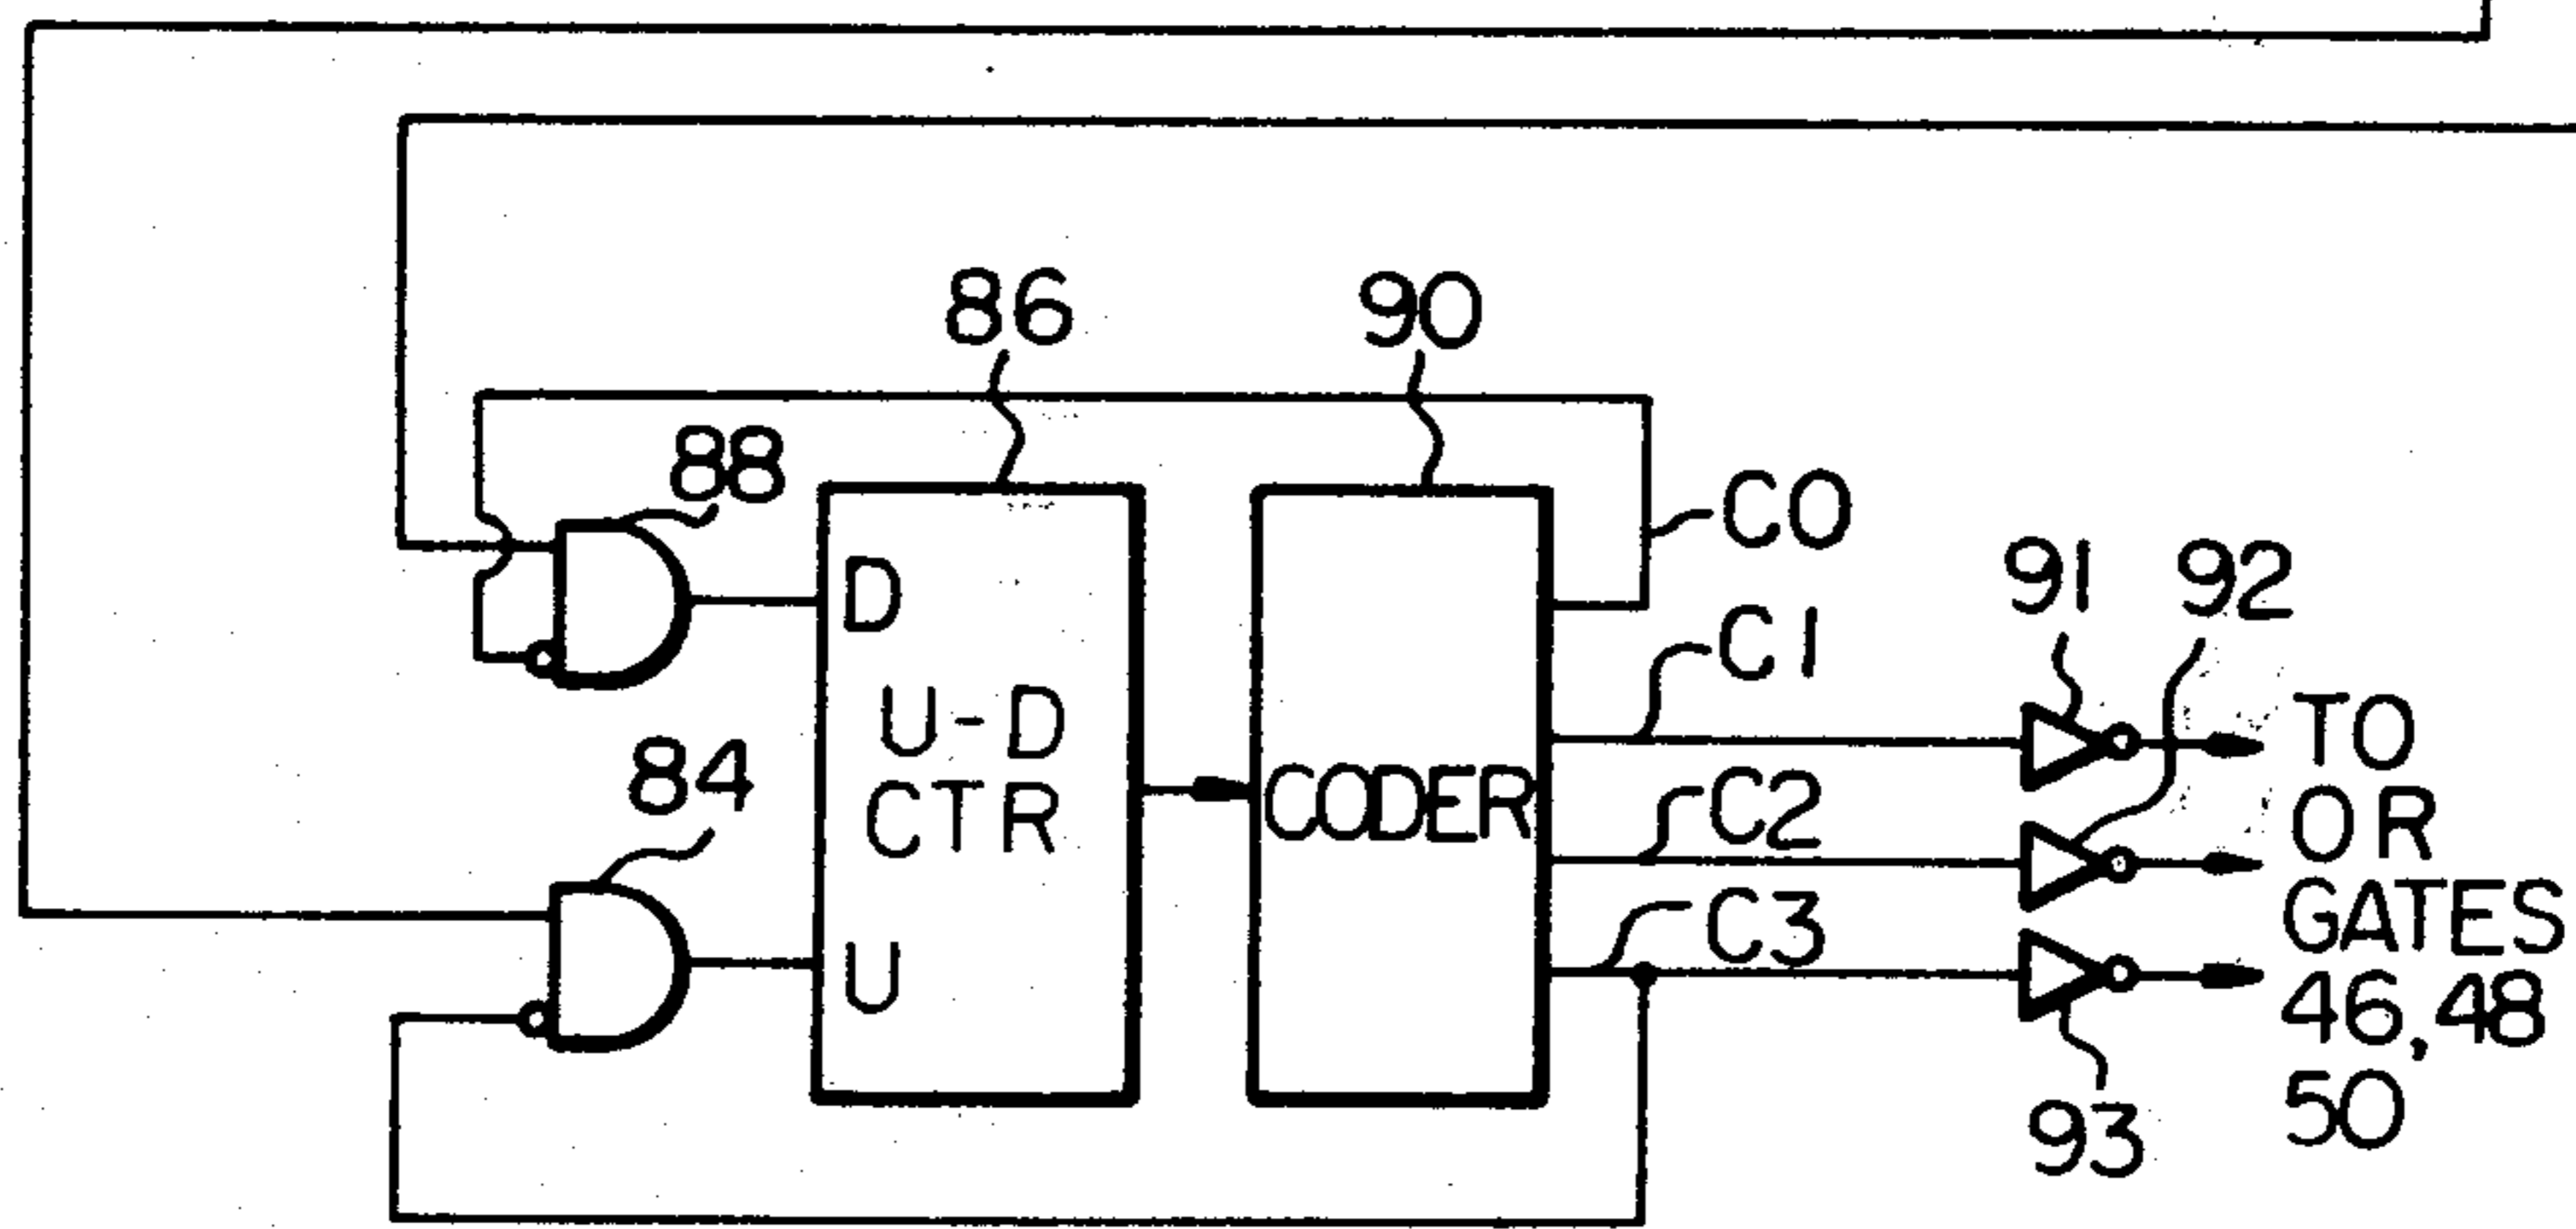 86
90
88
C0
91
92
D
C1
U-D
CTR
84
CODER
C2
TO
OR
GATES
46,48
50
U
C3
93